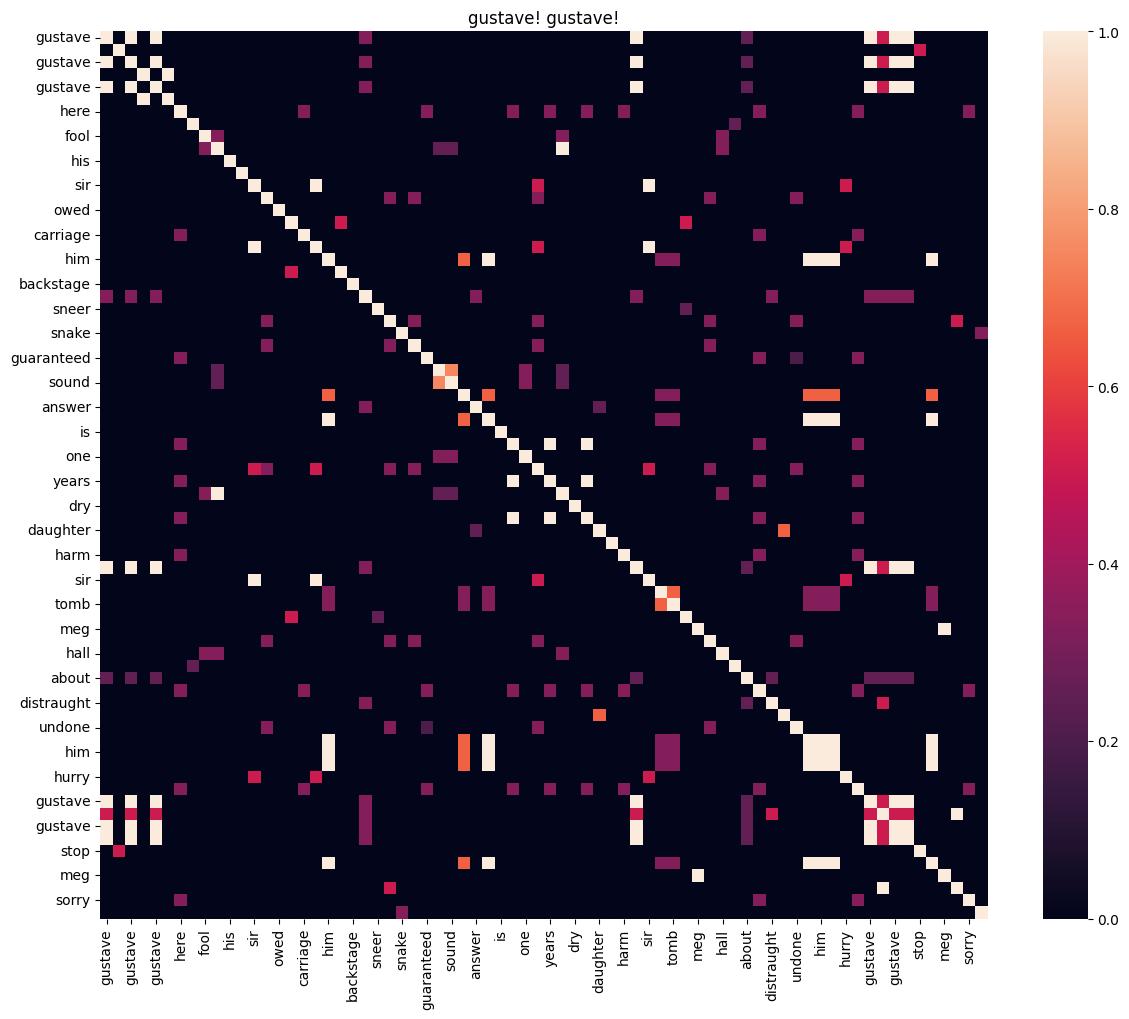 gustave! gustave!
gustave
gustave
gustave
here
fool
his
sir
owed
carriage
him
backstage
sneer
snake
guaranteed
sound
answer
is
one
years
dry
daughter
harm
sir
tomb
meg
hall
about
distraught
undone
him
hurry
gustave
gustave
stop
meg
sorry
1.0
0.8
0.6
0.4
0.2
0.0
gustave gustave gustave here fool his sir owed carriage him backstage sneer snake guaranteed sound answer is one years dry daughter harm sir tomb meg hall about distraught undone him hurry gustave gustave stop meg sorry